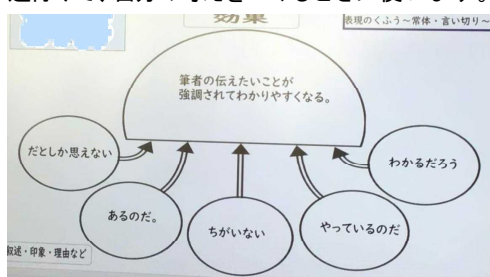 効果
表現のくふう~常体・言い切り~
筆者の伝えたいことが
強調されてわかりやすくなる。
だとしか思えない
あるのだ。
ちがいない
やっているのだ
わかるだろう
叙述・印象・理由など